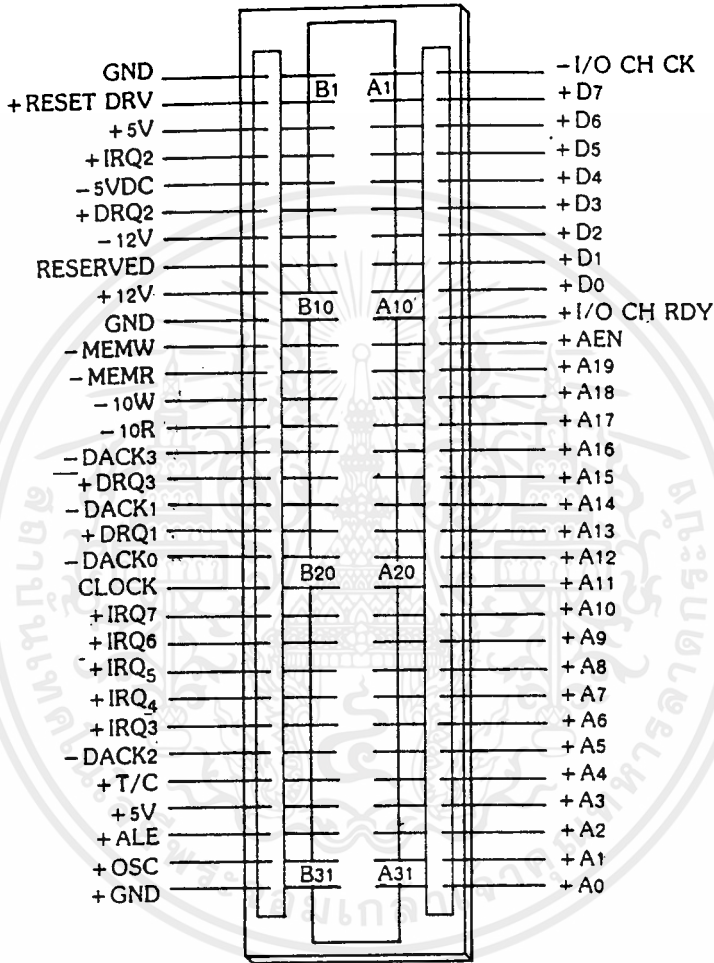 GND B1 A1 -I/O CH CK
+RESET DRV +D7
+5V +D6
+IRQ2 +D5
-5VDC +D4
+DRQ2 +D3
-12V +D2
RESERVED +D1
+12V +D0
GND B10 A10 +I/O CH RDY
-MEMW +AEN
-MEMR +A19
-10W +A18
-10R +A17
-DACK3 +A16
+DRQ3 +A15
-DACK1 +A14
+DRQ1 +A13
-DACK0 +A12
CLOCK B20 A20 +A11
+IRQ7 +A10
+IRQ6 +A9
+IRQ5 +A8
+IRQ4 +A7
+IRQ3 +A6
-DACK2 +A5
+T/C +A4
+5V +A3
+ALE +A2
+OSC +A1
+GND B31 A31 +A0